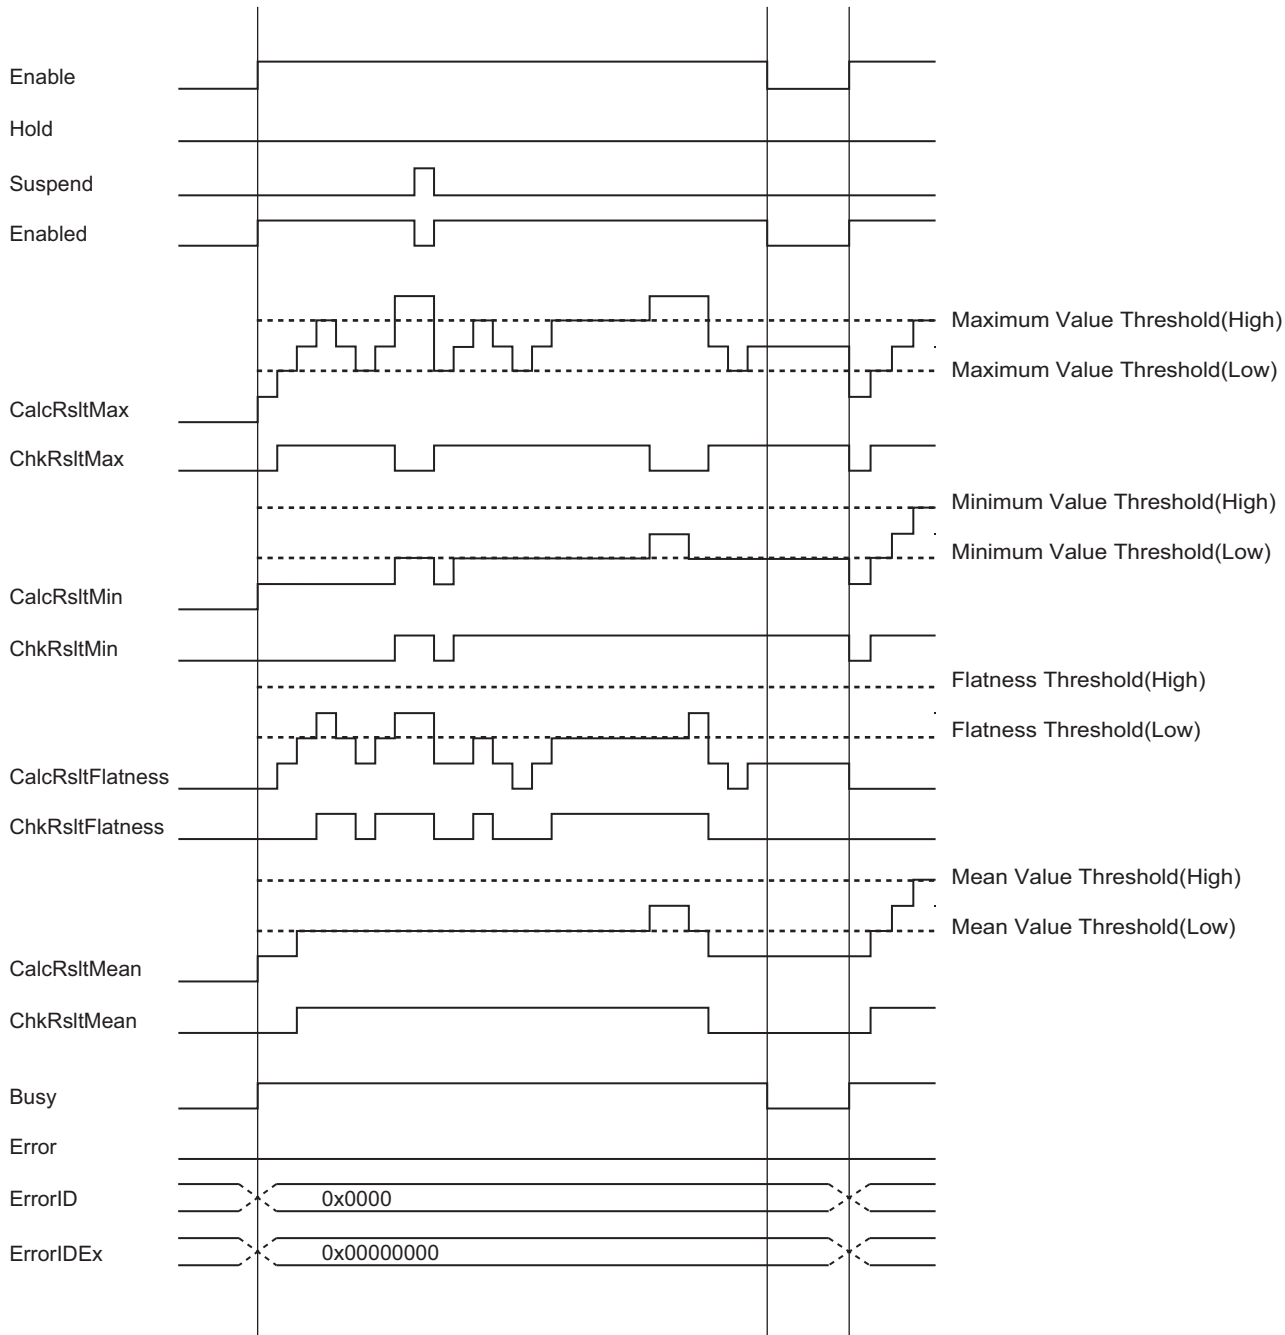 Enable
Hold
Suspend
Enabled
Maximum Value Threshold(High)
Maximum Value Threshold(Low)
CalcRsltMax
ChkRsltMax
Minimum Value Threshold(High)
Minimum Value Threshold(Low)
CalcRsltMin
ChkRsltMin
Flatness Threshold(High)
Flatness Threshold(Low)
CalcRsltFlatness
ChkRsltFlatness
Mean Value Threshold(High)
Mean Value Threshold(Low)
CalcRsltMean
ChkRsltMean
Busy
Error
ErrorID 0x0000
ErrorIDEx 0x00000000